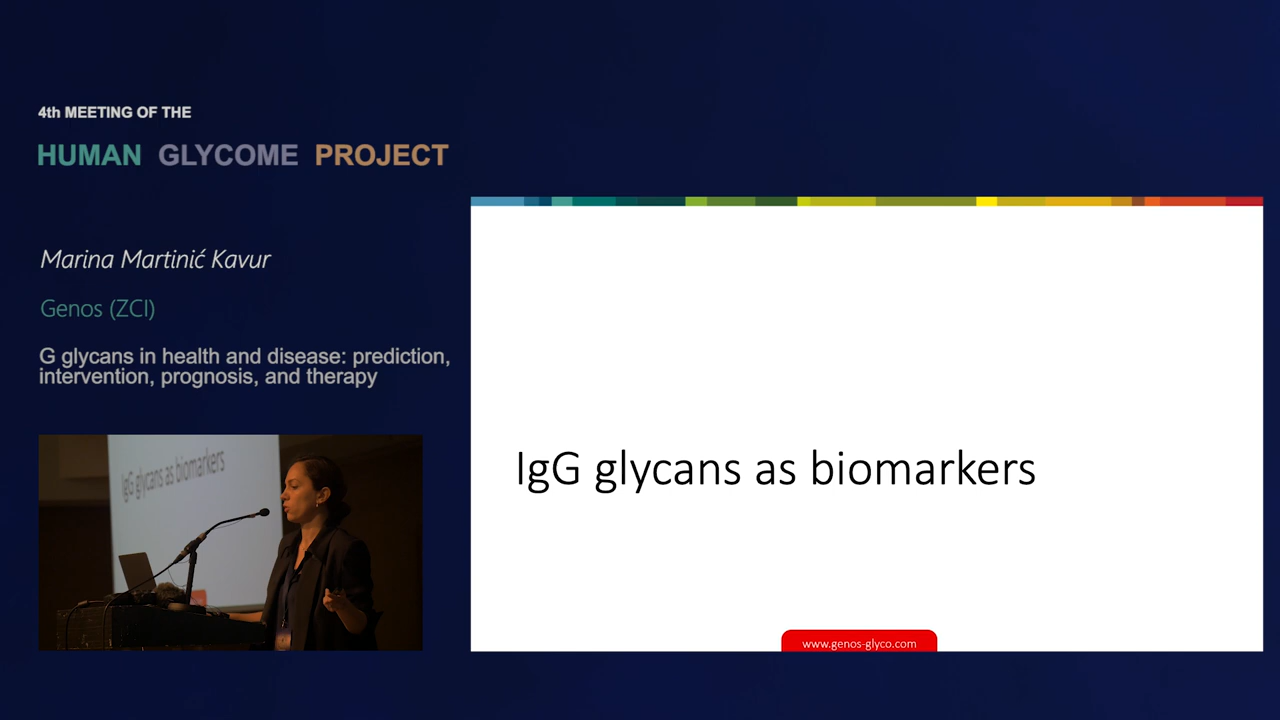 4th MEETING OF THE
HUMAN GLYCOME PROJECT
Marina Martinić Kavur
Genos (ZCI)
G glycans in health and disease: prediction,
intervention, prognosis, and therapy
IgG glycans as biomarkers
IgG glycans as biomarkers
www.genos-glyco.com